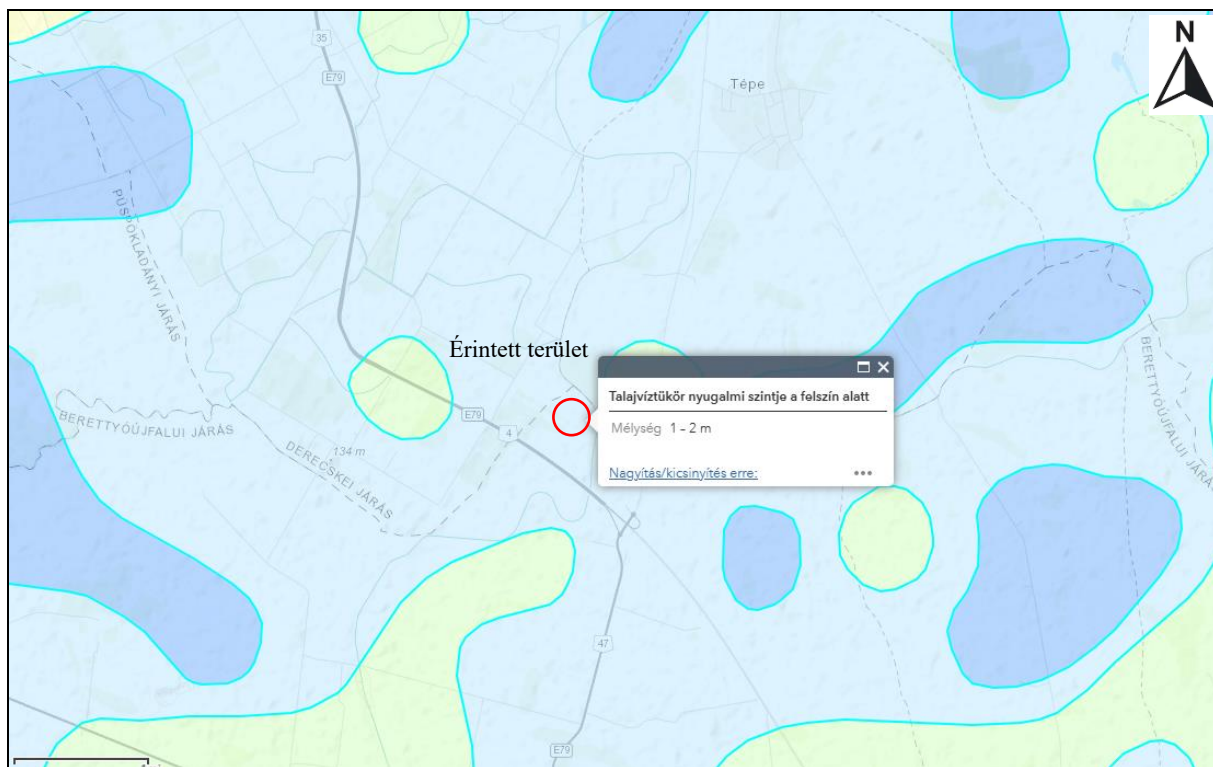 N
35
E79
Tépe
PÜSPÖKLADÁNYI JÁRÁS
Érintett terület
Talajvíztükör nyugalmi szintje a felszín alatt
Mélység 1 - 2 m
Nagyítás/kicsinyítés erre:
BERETTYÓÚJFALUI JÁRÁS
E79
4
BERETTYÓÚJFALUI JÁRÁS
134 m
DERECSKEI JÁRÁS
47
E79